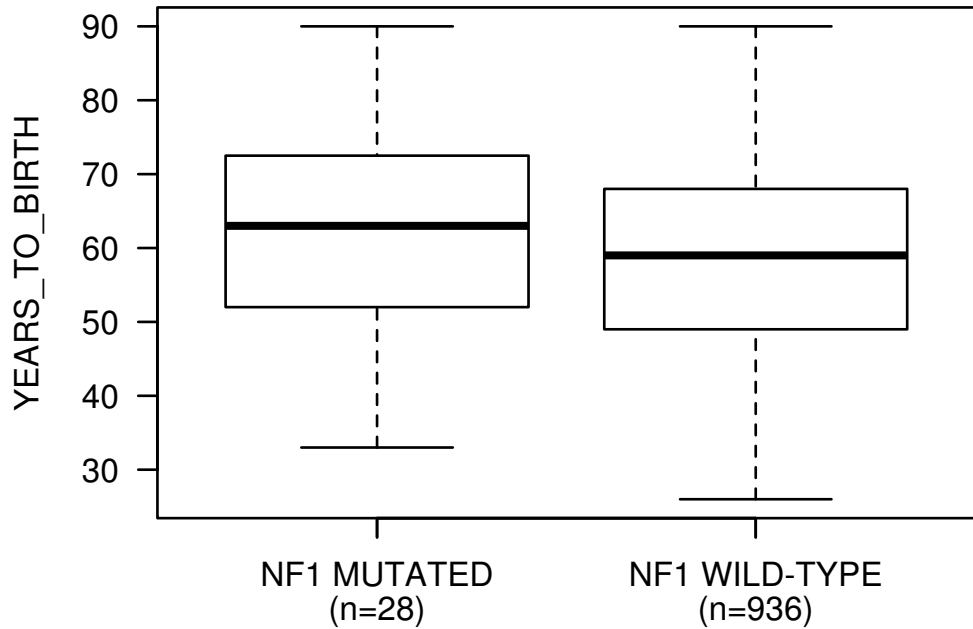 YEARS_TO_BIRTH
90
80
70
60
50
40
30
NF1 MUTATED
(n=28)
NF1 WILD-TYPE
(n=936)